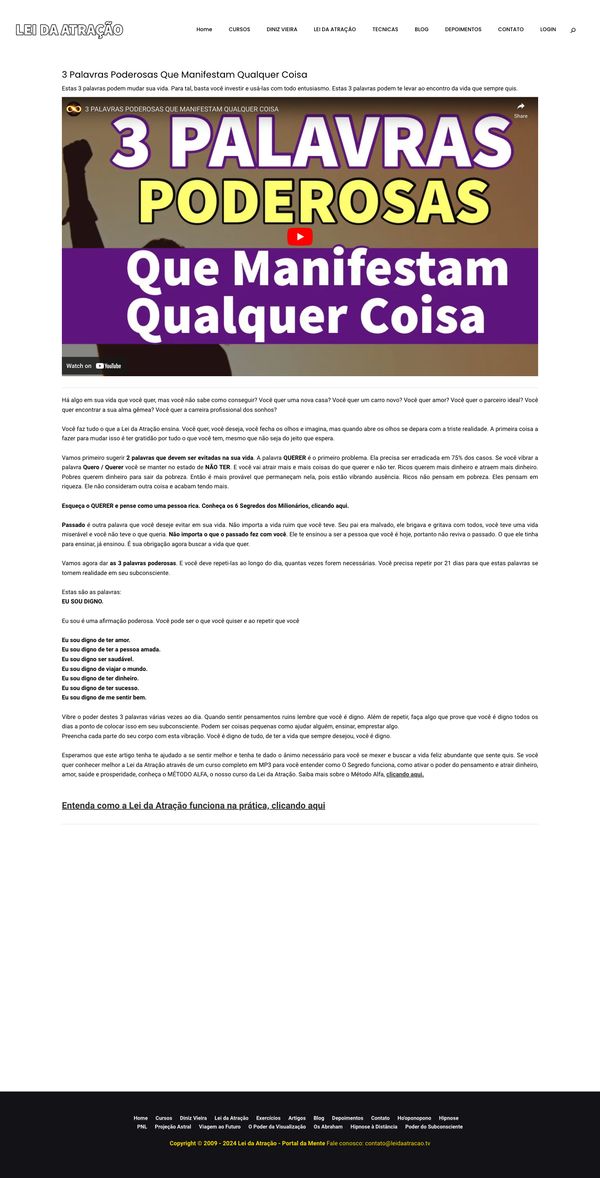 LEI DA ATRAÇÃO
Home CURSOS DINIZ VIEIRA LEI DA ATRAÇÃO TECNICAS BLOG DEPOIMENTOS CONTATO LOGIN
3 Palavras Poderosas Que Manifestam Qualquer Coisa
Estas 3 palavras podem mudar sua vida. Para tal, basta você investir e usá-las com todo entusiasmo. Estas 3 palavras podem te levar ao encontro da vida que sempre quis.
3 PALAVRAS PODEROSAS QUE MANIFESTAM QUALQUER COISA
Share
3 PALAVRAS
PODEROSAS
Que Manifestam
Qualquer Coisa
Watch on YouTube
Há algo em sua vida que você quer, mas você não sabe como conseguir? Você quer uma nova casa? Você quer um carro novo? Você quer amor? Você quer o parceiro ideal? Você
quer encontrar a sua alma gêmea? Você quer a carreira profissional dos sonhos?
Você faz tudo o que a Lei da Atração ensina. Você quer, você deseja, você fecha os olhos e imagina, mas quando abre os olhos se depara com a triste realidade. A primeira coisa a
fazer para mudar isso é ter gratidão por tudo o que você tem, mesmo que não seja do jeito que espera.
Vamos primeiro sugerir 2 palavras que devem ser evitadas na sua vida. A palavra QUERER é o primeiro problema. Ela precisa ser erradicada em 75% dos casos. Se você vibrar a
palavra Quero / Querer você se manter no estado de NÃO TER. E você vai atrair mais e mais coisas do que querer e não ter. Ricos querem mais dinheiro e atraem mais dinheiro.
Pobres querem dinheiro para sair da pobreza. Então é mais provável que permaneçam nela, pois estão vibrando ausência. Ricos não pensam em pobreza. Eles pensam em
riqueza. Ele não consideram outra coisa e acabam tendo mais.
Esqueça o QUERER e pense como uma pessoa rica. Conheça os 6 Segredos dos Milionários, clicando aqui.
Passado é outra palavra que você deseje evitar em sua vida. Não importa a vida ruim que você teve. Seu pai era malvado, ele brigava e gritava com todos, você teve uma vida
miserável e você não teve o que queria. Não importa o que o passado fez com você. Ele te ensinou a ser a pessoa que você é hoje, portanto não reviva o passado. O que ele tinha
para ensinar, já ensinou. É sua obrigação agora buscar a vida que quer.
Vamos agora dar as 3 palavras poderosas. E você deve repeti-las ao longo do dia, quantas vezes forem necessárias. Você precisa repetir por 21 dias para que estas palavras se
tornem realidade em seu subconsciente.
Estas são as palavras:
EU SOU DIGNO.
Eu sou é uma afirmação poderosa. Você pode ser o que você quiser e ao repetir que você
Eu sou digno de ter amor.
Eu sou digno de ter a pessoa amada.
Eu sou digno ser saudável.
Eu sou digno de viajar o mundo.
Eu sou digno de ter dinheiro.
Eu sou digno de ter sucesso.
Eu sou digno de me sentir bem.
Vibre o poder destes 3 palavras várias vezes ao dia. Quando sentir pensamentos ruins lembre que você é digno. Além de repetir, faça algo que prove que você é digno todos os
dias a ponto de colocar isso em seu subconsciente. Podem ser coisas pequenas como ajudar alguém, ensinar, emprestar algo.
Preencha cada parte do seu corpo com esta vibração. Você é digno de tudo, de ter a vida que sempre desejou, você é digno.
Esperamos que este artigo tenha te ajudado a se sentir melhor e tenha te dado o ânimo necessário para você se mexer e buscar a vida feliz abundante que sente quis. Se você
quer conhecer melhor a Lei da Atração através de um curso completo em MP3 para você entender como O Segredo funciona, como ativar o poder do pensamento e atrair dinheiro,
amor, saúde e prosperidade, conheça o MÉTODO ALFA, o nosso curso da Lei da Atração. Saiba mais sobre o Método Alfa, clicando aqui.
Entenda como a Lei da Atração funciona na prática, clicando aqui
Home Cursos Diniz Vieira Lei da Atração Exercícios Artigos Blog Depoimentos Contato Ho'oponopono Hipnose
PNL Projeção Astral Viagem ao Futuro O Poder da Visualização Os Abraham Hipnose à Distância Poder do Subconsciente
Copyright © 2009 - 2024 Lei da Atração - Portal da Mente Fale conosco: contato@leidaatracao.tv